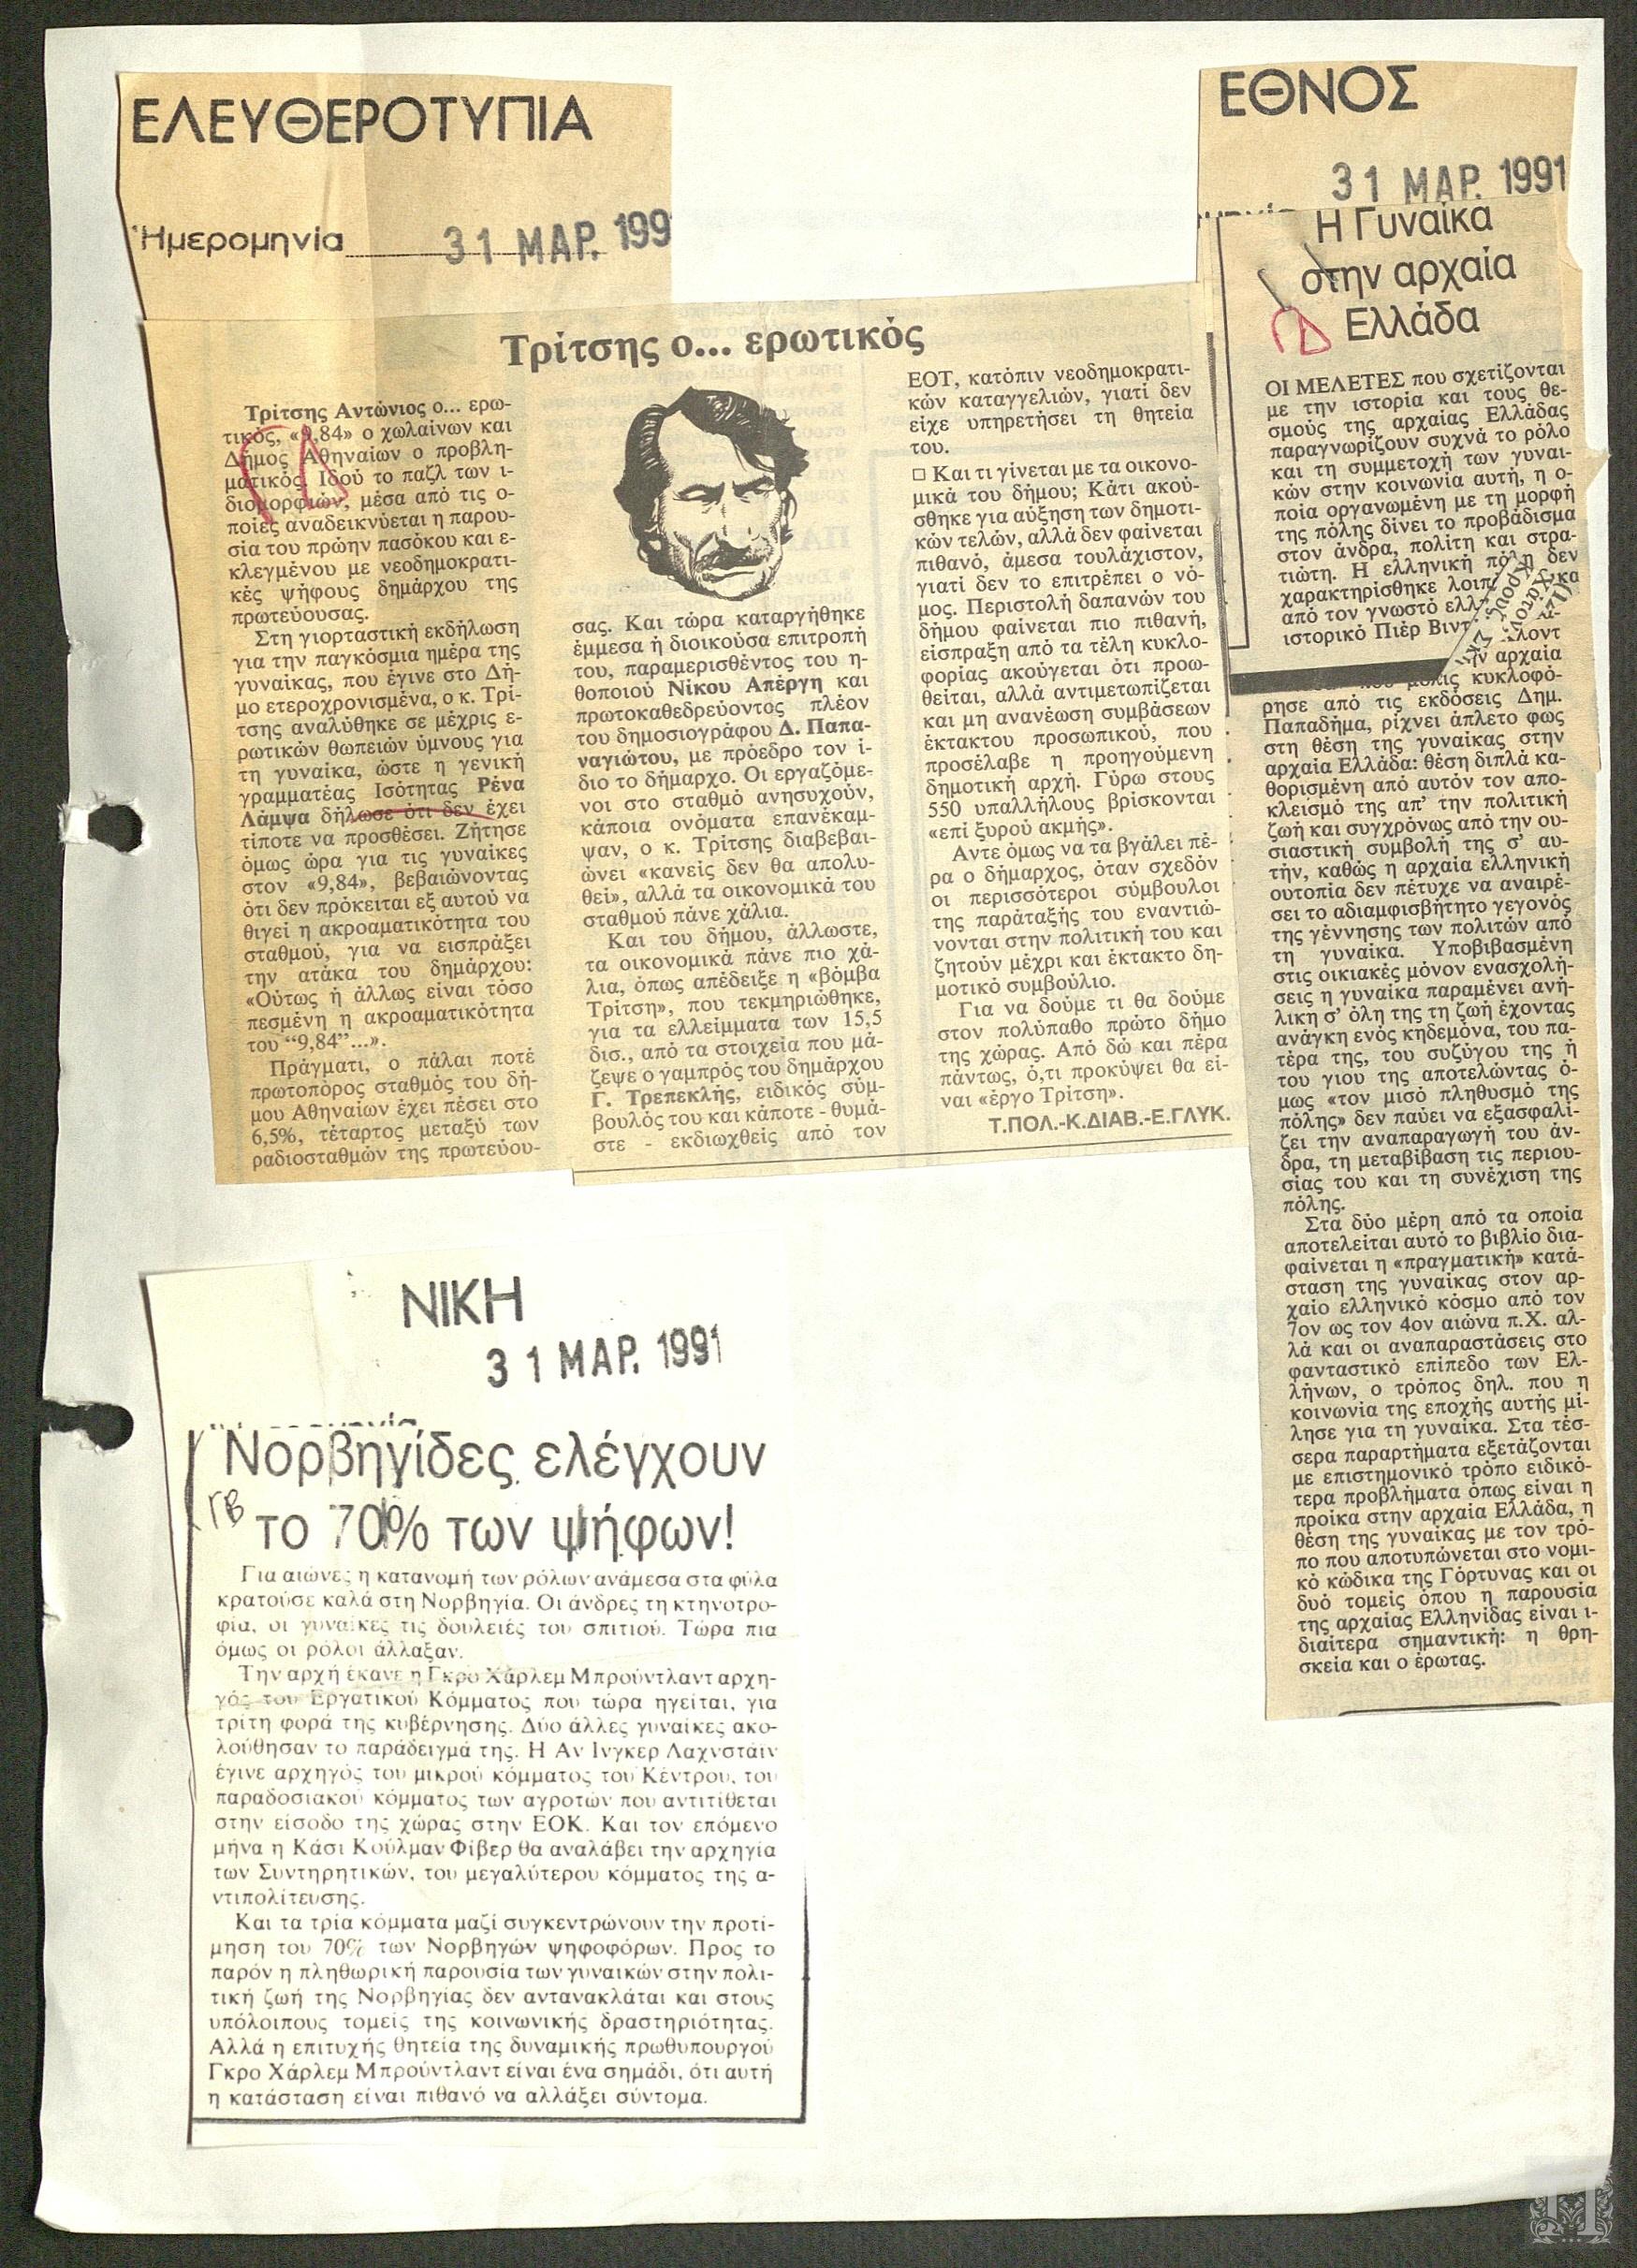 ΕΛΕΥΘΕΡΟΤΥΠΙΑ
Ημερομηνία
31 ΜΑΡ. 199
Τρίτσης ο... ερωτικός
Τρίτσης Αντώνιος ο... ερω-
τικός, «9,84» ο χωλαίνων και
Δήμος Αθηναίων ο προβλη-
ματικός. Ιδού το παζλ των ι-
διομορφιών, μέσα από τις ο-
ποίες αναδεικνύεται η παρου-
σία του πρώην πασόκου και ε-
κλεγμένου με νεοδημοκρατι-
κές ψήφους δημάρχου της
πρωτεύουσας.
Στη γιορταστική εκδήλωση
για την παγκόσμια ημέρα της
γυναίκας, που έγινε στο Δή-
μο ετεροχρονισμένα, ο κ. Τρί-
τσης αναλύθηκε σε μέχρις ε-
ρωτικών θωπειών ύμνους για
τη γυναίκα, ώστε η γενική
γραμματέας Ισότητας Ρένα
Λάμψα δήλωσε ότι δεν έχει
τίποτε να προσθέσει. Ζήτησε
όμως ώρα για τις γυναίκες
στον «9,84», βεβαιώνοντας
ότι δεν πρόκειται εξ αυτού να
θιγεί η ακροαματικότητα του
σταθμού, για να εισπράξει
την ατάκα του δημάρχου:
«Ούτως ή άλλως είναι τόσο
πεσμένη η ακροαματικότητα
του “9,84”...».
Πράγματι, ο πάλαι ποτέ
πρωτοπόρος σταθμός του δή-
μου Αθηναίων έχει πέσει στο
6,5%, τέταρτος μεταξύ των
ραδιοσταθμών της πρωτεύου-
σας. Και τώρα καταργήθηκε
έμμεσα ή διοικούσα επιτροπή
του, παραμερισθέντος του η-
θοποιού Νίκου Απέργη και
πρωτοκαθεδρεύοντος πλέον
του δημοσιογράφου Δ. Παπα-
ναγιώτου, με πρόεδρο τον ί-
διο το δήμαρχο. Οι εργαζόμε-
νοι στο σταθμό ανησυχούν,
κάποια ονόματα επανέκαμ-
ψαν, ο κ. Τρίτσης διαβεβαι-
ώνει «κανείς δεν θα απολυ-
θεί», αλλά τα οικονομικά του
σταθμού πάνε χάλια.
Και του δήμου, άλλωστε,
τα οικονομικά πάνε πιο χά-
λια, όπως απέδειξε η «βόμβα
Τρίτση», που τεκμηριώθηκε,
για τα ελλείμματα των 15,5
δισ., από τα στοιχεία που μά-
ζεψε ο γαμπρός του δημάρχου
Γ. Τρεπεκλής, ειδικός σύμ-
βουλός του και κάποτε - θυμά-
στε - εκδιωχθείς από τον
ΕΟΤ, κατόπιν νεοδημοκρατι-
κών καταγγελιών, γιατί δεν
είχε υπηρετήσει τη θητεία
του.
□ Και τι γίνεται με τα οικονο-
μικά του δήμου; Κάτι ακού-
σθηκε για αύξηση των δημοτι-
κών τελών, αλλά δεν φαίνεται
πιθανό, άμεσα τουλάχιστον,
γιατί δεν το επιτρέπει ο νό-
μος. Περιστολή δαπανών του
δήμου φαίνεται πιο πιθανή,
είσπραξη από τα τέλη κυκλο-
φορίας ακούγεται ότι προω-
θείται, αλλά αντιμετωπίζεται
και μη ανανέωση συμβάσεων
έκτακτου προσωπικού, που
προσέλαβε η προηγούμενη
δημοτική αρχή. Γύρω στους
550 υπαλλήλους βρίσκονται
«επί ξυρού ακμής».
Αντε όμως να τα βγάλει πέ-
ρα ο δήμαρχος, όταν σχεδόν
οι περισσότεροι σύμβουλοι
της παράταξής του εναντιώ-
νονται στην πολιτική του και
ζητούν μέχρι και έκτακτο δη-
μοτικό συμβούλιο.
Για να δούμε τι θα δούμε
στον πολύπαθο πρώτο δήμο
της χώρας. Από δω και πέρα
πάντως, ό,τι προκύψει θα εί-
ναι «έργο Τρίτση».
Τ.ΠΟΛ.-Κ.ΔΙΑΒ.-Ε.ΓΛΥΚ.
ΕΘΝΟΣ
31 ΜΑΡ. 1991
Η Γυναίκα
στην αρχαία
Ελλάδα
ΟΙ ΜΕΛΕΤΕΣ που σχετίζονται
με την ιστορία και τους θε-
σμούς της αρχαίας Ελλάδας
παραγνωρίζουν συχνά το ρόλο
και τη συμμετοχή των γυναι-
κών στην κοινωνία αυτή, η ο-
ποία οργανωμένη με τη μορφή
της πόλης δίνει το προβάδισμα
στον άνδρα, πολίτη και στρα-
τιώτη. Η ελληνική πόλη δεν
χαρακτηρίσθηκε
από τον γνωστό
ιστορικό Πιέρ
αρχαία
κυκλοφό-
ρησε από τις εκδόσεις Δημ.
Παπαδήμα, ρίχνει άπλετο φως
στη θέση της γυναίκας στην
αρχαία Ελλάδα: θέση διπλά κα-
θορισμένη από αυτόν τον απο-
κλεισμό της απ’ την πολιτική
ζωή και συγχρόνως από την ου-
σιαστική συμβολή της σ’ αυ-
τήν, καθώς η αρχαία ελληνική
ουτοπία δεν πέτυχε να αναιρέ-
σει το αδιαμφισβήτητο γεγονός
της γέννησης των πολιτών από
τη γυναίκα. Υποβιβασμένη
στις οικιακές μόνον ενασχολή-
σεις η γυναίκα παραμένει ανή-
λικη σ’ όλη της τη ζωή έχοντας
ανάγκη ενός κηδεμόνα, του πα-
τέρα της, του συζύγου της ή
του γιου της αποτελώντας ό-
μως «τον μισό πληθυσμό της
πόλης» δεν παύει να εξασφαλί-
ζει την αναπαραγωγή του άν-
δρα, τη μεταβίβαση τις περιου-
σίας του και τη συνέχιση της
πόλης.
Στα δύο μέρη από τα οποία
αποτελείται αυτό το βιβλίο δια-
φαίνεται η «πραγματική» κατά-
σταση της γυναίκας στον αρ-
χαίο ελληνικό κόσμο από τον
7ον ως τον 4ον αιώνα π.Χ. αλ-
λά και οι αναπαραστάσεις στο
φανταστικό επίπεδο των Ελ-
λήνων, ο τρόπος δηλ. που η
κοινωνία της εποχής αυτής μί-
λησε για τη γυναίκα. Στα τέσ-
σερα παραρτήματα εξετάζονται
με επιστημονικό τρόπο ειδικό-
τερα προβλήματα όπως είναι η
προίκα στην αρχαία Ελλάδα, η
θέση της γυναίκας με τον τρό-
πο που αποτυπώνεται στο νομι-
κό κώδικα της Γόρτυνας και οι
δυό τομείς όπου η παρουσία
της αρχαίας Ελληνίδας είναι ι-
διαίτερα σημαντική: η θρη-
σκεία και ο έρωτας.
ΝΙΚΗ
31 ΜΑΡ. 1991
Νορβηγίδες ελέγχουν
ΓΒ
το 70% των ψήφων!
Για αιώνες η κατανομή των ρόλων ανάμεσα στα φύλα
κρατούσε καλά στη Νορβηγία. Οι άνδρες τη κτηνοτρο-
φία, οι γυναίκες τις δουλειές του σπιτιού. Τώρα πια
όμως οι ρόλοι άλλαξαν.
Την αρχή έκανε η Γκρο Χάρλεμ Μπρούντλαντ αρχη-
γός του Εργατικού Κόμματος που τώρα ηγείται, για
τρίτη φορά της κυβέρνησης. Δύο άλλες γυναίκες ακο-
λούθησαν το παράδειγμά της. Η Αν Ινγκερ Λαχνστάιν
έγινε αρχηγός του μικρού κόμματος του Κέντρου, του
παραδοσιακού κόμματος των αγροτών που αντιτίθεται
στην είσοδο της χώρας στην ΕΟΚ. Και τον επόμενο
μήνα η Κάσι Κούλμαν Φίβερ θα αναλάβει την αρχηγία
των Συντηρητικών, του μεγαλύτερου κόμματος της α-
ντιπολίτευσης.
Και τα τρία κόμματα μαζί συγκεντρώνουν την προτί-
μηση του 70% των Νορβηγών ψηφοφόρων. Προς το
παρόν η πληθωρική παρουσία των γυναικών στην πολι-
τική ζωή της Νορβηγίας δεν αντανακλάται και στους
υπόλοιπους τομείς της κοινωνικής δραστηριότητας.
Αλλά η επιτυχής θητεία της δυναμικής πρωθυπουργού
Γκρο Χάρλεμ Μπρούντλαντ είναι ένα σημάδι, ότι αυτή
η κατάσταση είναι πιθανό να αλλάξει σύντομα.